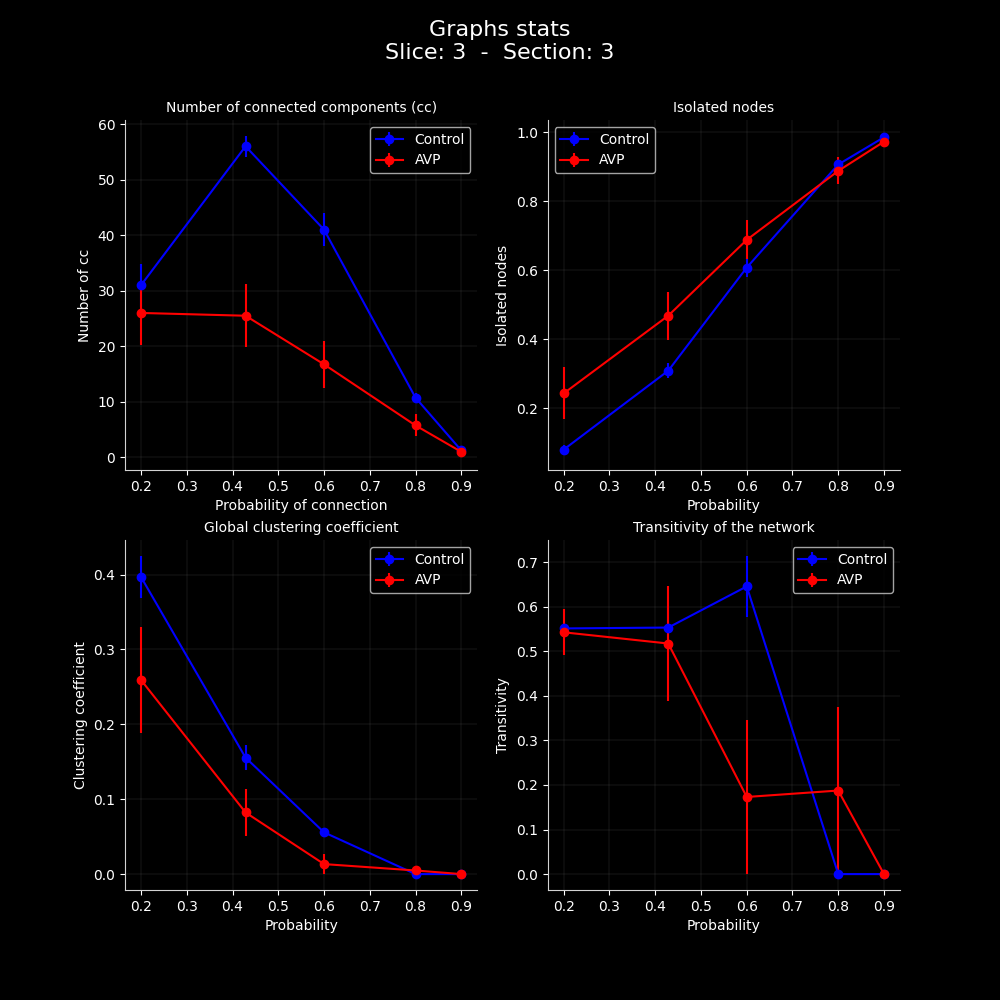 Graphs stats
Slice: 3 - Section: 3
Number of connected components (cc)
Number of cc
60
50
40
30
20
10
0
Control
AVP
0.2 0.3 0.4 0.5 0.6 0.7 0.8 0.9
Probability of connection
Isolated nodes
Isolated nodes
1.0
0.8
0.6
0.4
0.2
Control
AVP
0.2 0.3 0.4 0.5 0.6 0.7 0.8 0.9
Probability
Global clustering coefficient
Clustering coefficient
0.4
0.3
0.2
0.1
0.0
Control
AVP
0.2 0.3 0.4 0.5 0.6 0.7 0.8 0.9
Probability
Transitivity of the network
Transitivity
0.7
0.6
0.5
0.4
0.3
0.2
0.1
0.0
Control
AVP
0.2 0.3 0.4 0.5 0.6 0.7 0.8 0.9
Probability